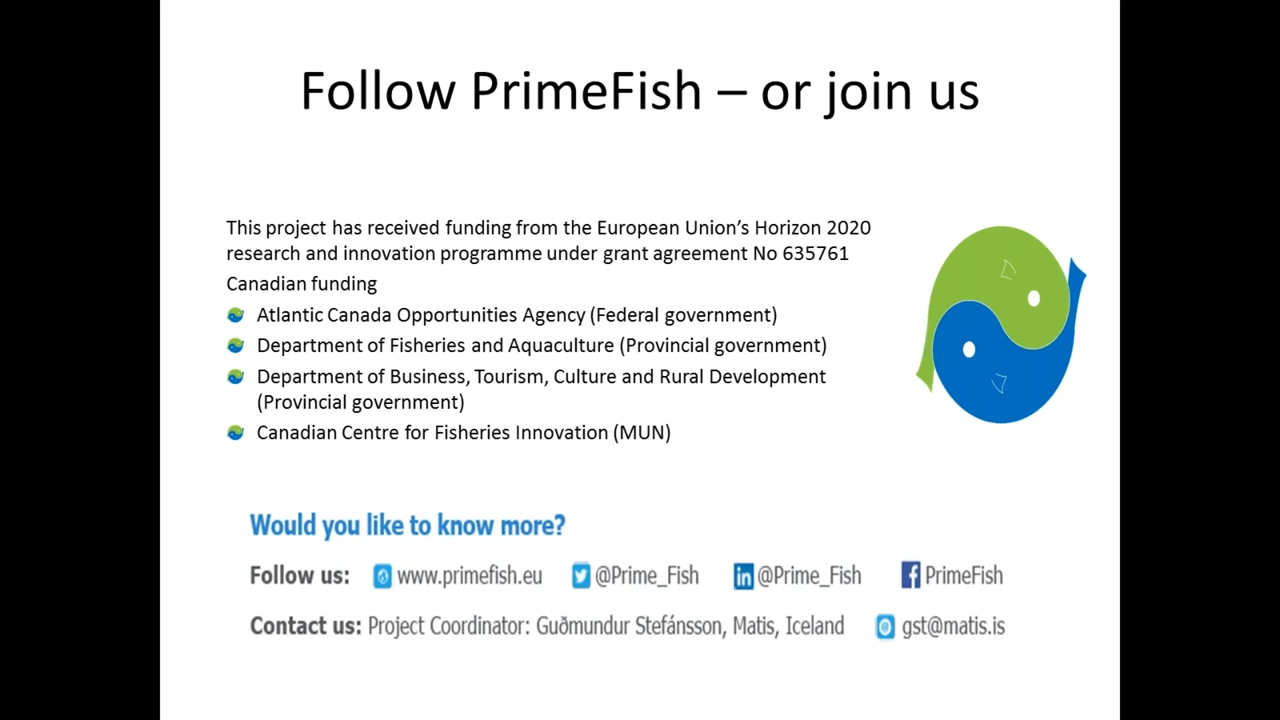 Follow PrimeFish – or join us
This project has received funding from the European Union’s Horizon 2020
research and innovation programme under grant agreement No 635761
Canadian funding
Atlantic Canada Opportunities Agency (Federal government)
Department of Fisheries and Aquaculture (Provincial government)
Department of Business, Tourism, Culture and Rural Development
(Provincial government)
Canadian Centre for Fisheries Innovation (MUN)
Would you like to know more?
Follow us: www.primefish.eu @Prime_Fish @Prime_Fish PrimeFish
Contact us: Project Coordinator: Guðmundur Stefánsson, Matis, Iceland gst@matis.is